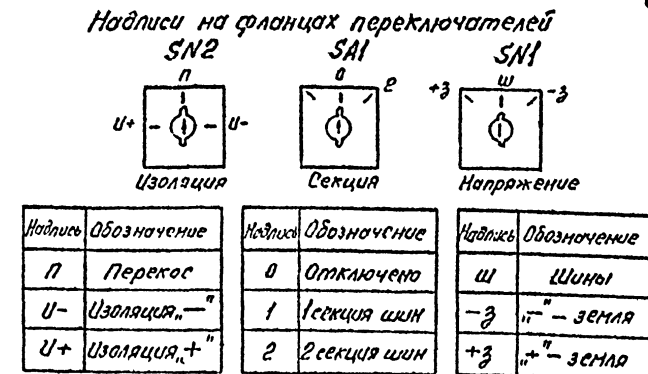 Надписи на фланцах переключателей
SN2 SA1 SN1
П 0 2 +З Ш -З
И+ И-
Изоляция Секция Напряжение
Надпись Обозначение Надпись Обозначение Надпись Обозначение
П Перекос 0 Отключено Ш Шины
И- Изоляция „—" 1 1 секция шин -З „—" - земля
И+ Изоляция „+" 2 2 секция шин +З „+" - земля